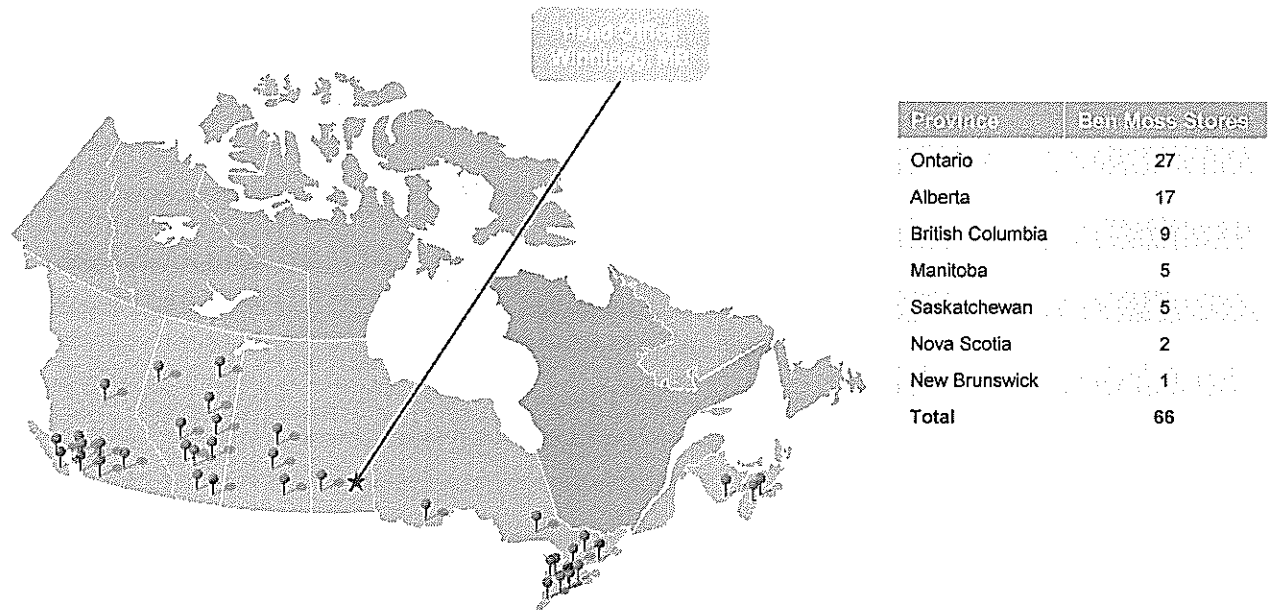 Head Office
Winnipeg, MB
Province Ben Moss Stores
Ontario 27
Alberta 17
British Columbia 9
Manitoba 5
Saskatchewan 5
Nova Scotia 2
New Brunswick 1
Total 66